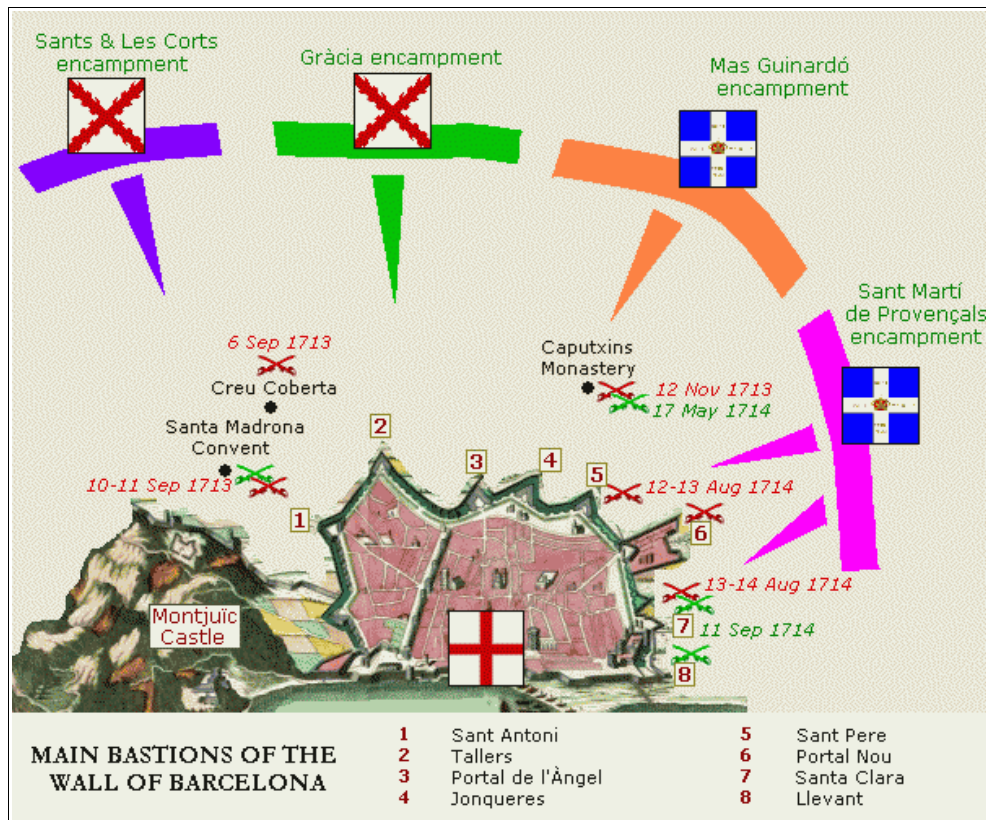 Sants & Les Corts
encampment
Gràcia encampment
Mas Guinardó
encampment
Sant Martí
de Provençals
encampment
6 Sep 1713
Creu Coberta
Santa Madrona
Convent
10-11 Sep 1713
Caputxins
Monastery
12 Nov 1713
17 May 1714
2
3
4
5
12-13 Aug 1714
1
6
13-14 Aug 1714
Montjuïc
Castle
7
11 Sep 1714
8
MAIN BASTIONS OF THE
WALL OF BARCELONA
1 Sant Antoni
2 Tallers
3 Portal de l'Àngel
4 Jonqueres
5 Sant Pere
6 Portal Nou
7 Santa Clara
8 Llevant